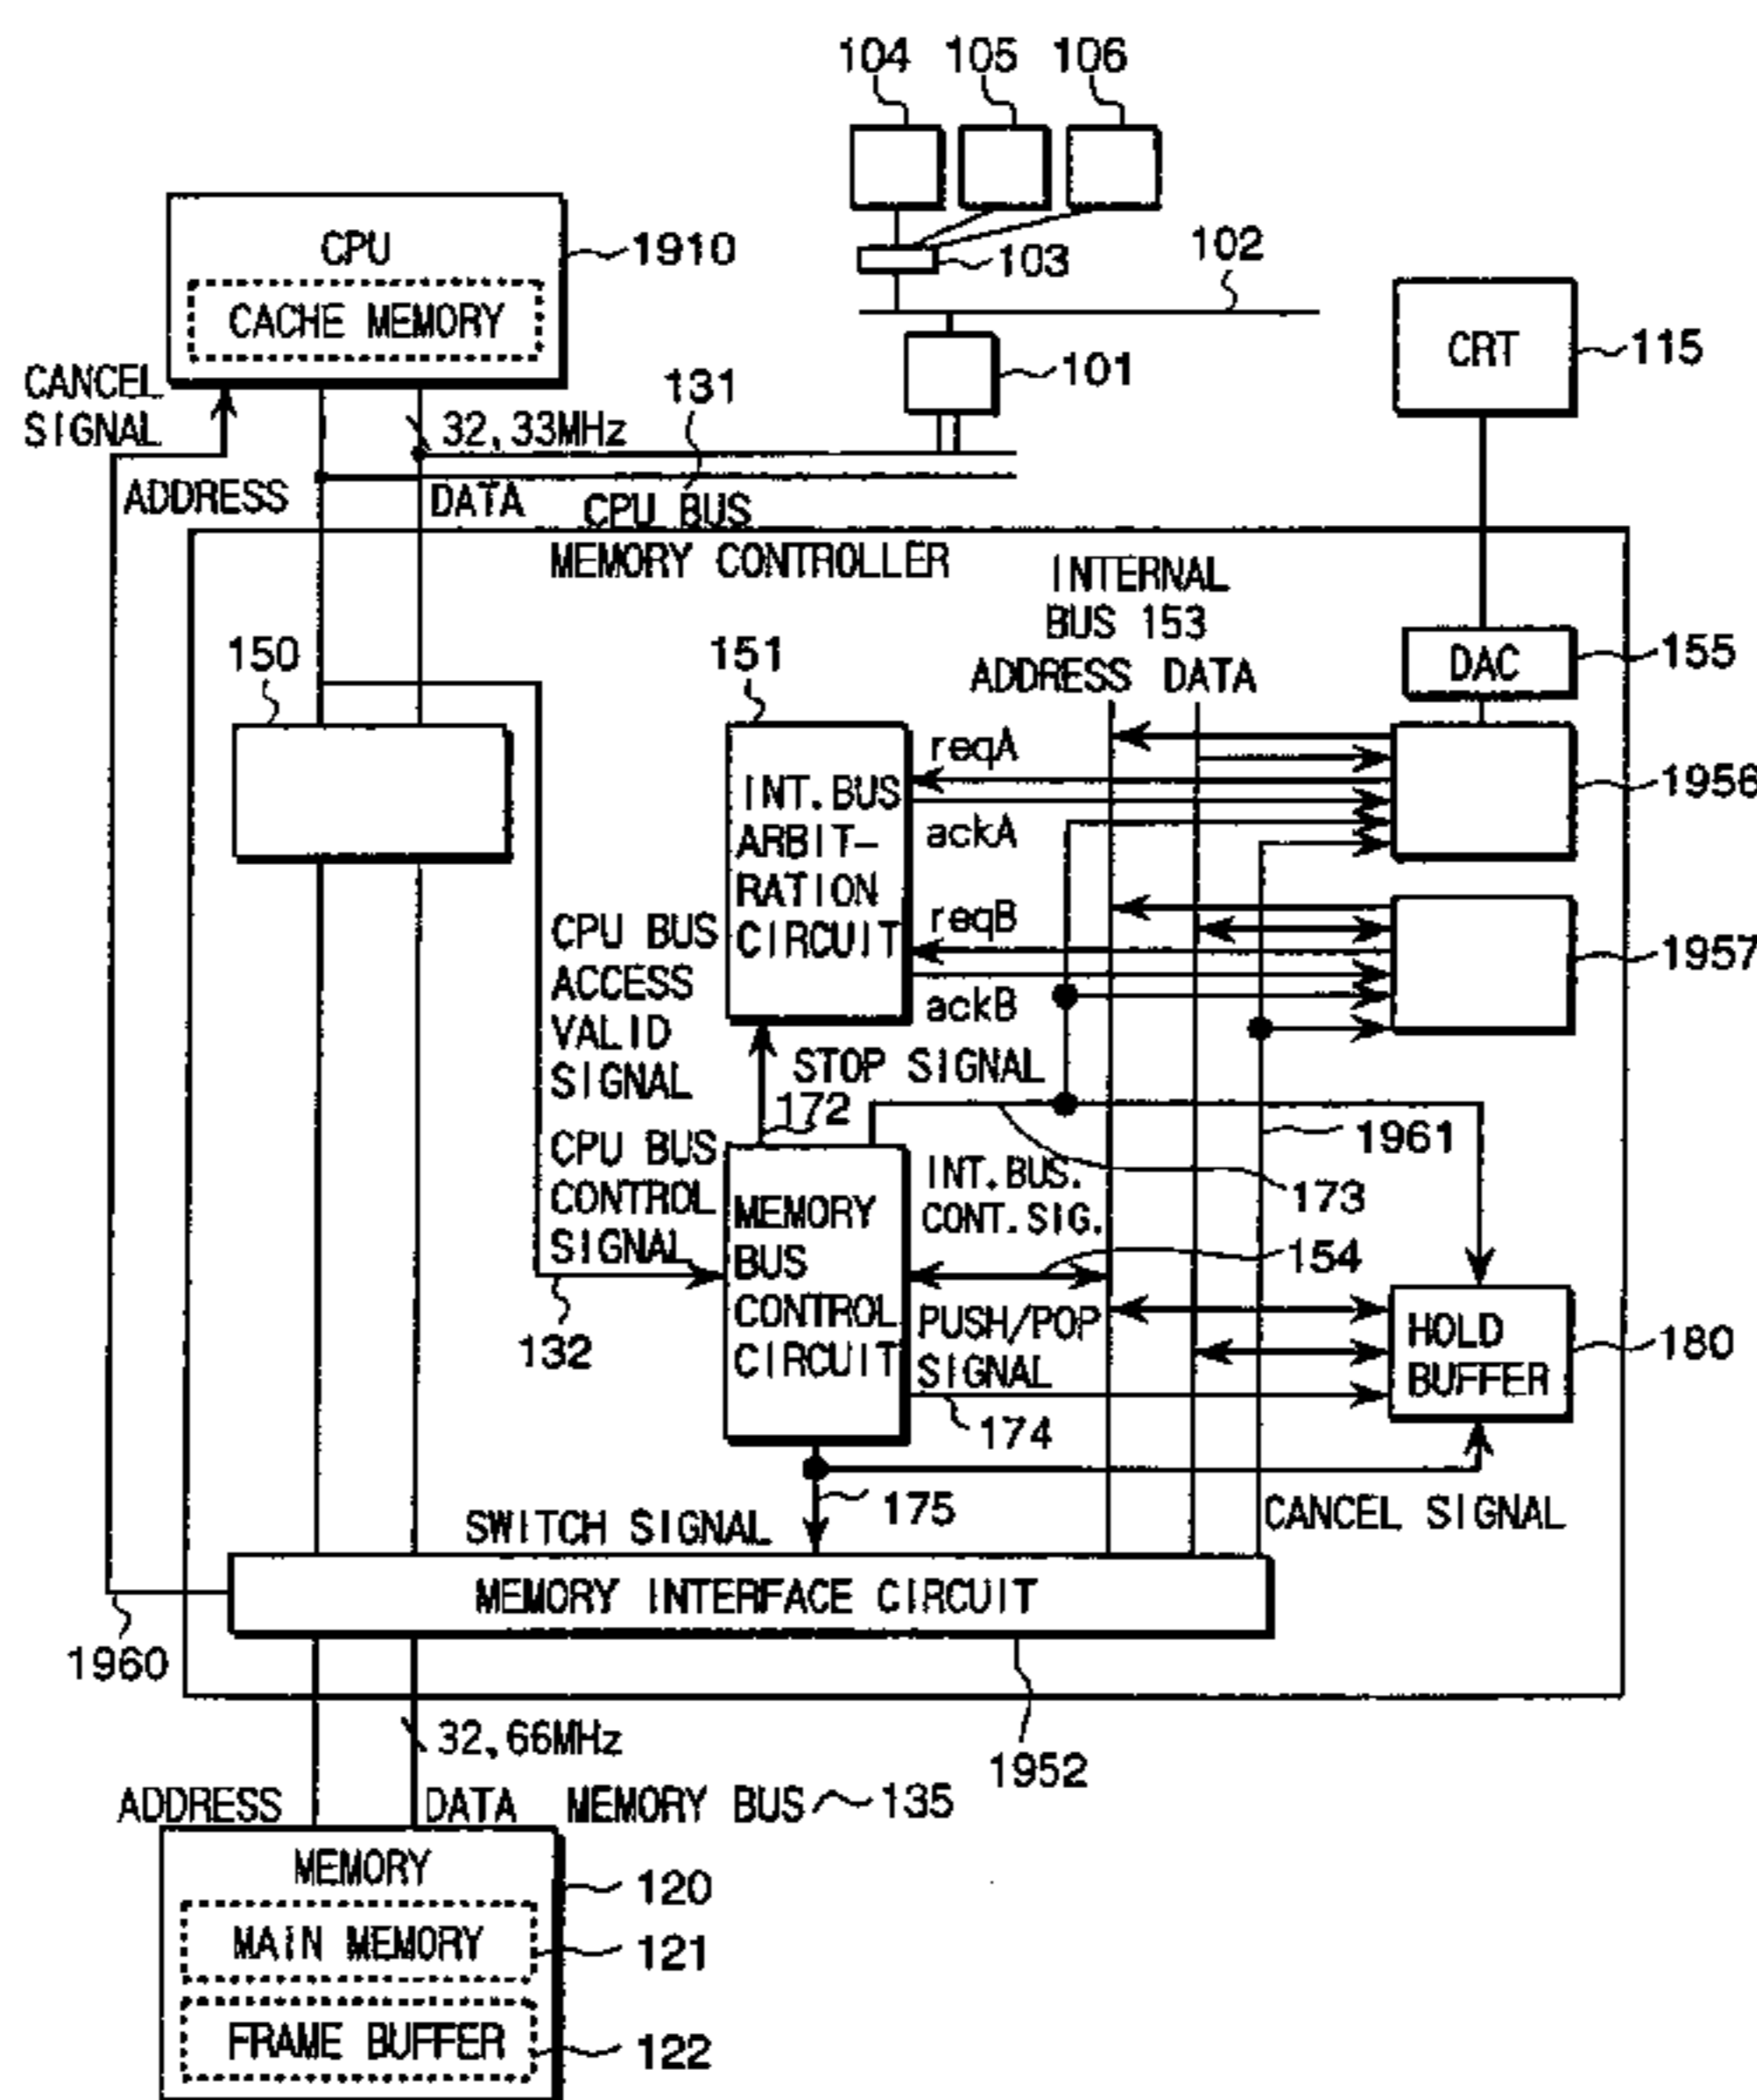 104 105 106
CPU
1910
CACHE MEMORY
103
102
CRT
115
101
CANCEL
SIGNAL
131
32,33MHz
ADDRESS
DATA
CPU BUS
MEMORY CONTROLLER
INTERNAL
BUS 153
ADDRESS DATA
150
151
DAC
155
reqA
INT.BUS
ARBIT-
RATION
CIRCUIT
ackA
1956
reqB
ackB
1957
CPU BUS
ACCESS
VALID
SIGNAL
STOP SIGNAL
172
1961
CPU BUS
CONTROL
SIGNAL
132
MEMORY
BUS
CONTROL
CIRCUIT
INT.BUS.
CONT.SIG.
173
154
PUSH/POP
SIGNAL
174
HOLD
BUFFER
180
175
SWITCH SIGNAL
CANCEL SIGNAL
MEMORY INTERFACE CIRCUIT
1960
1952
32,66MHz
ADDRESS
DATA
MEMORY BUS
135
MEMORY
120
MAIN MEMORY
121
FRAME BUFFER
122